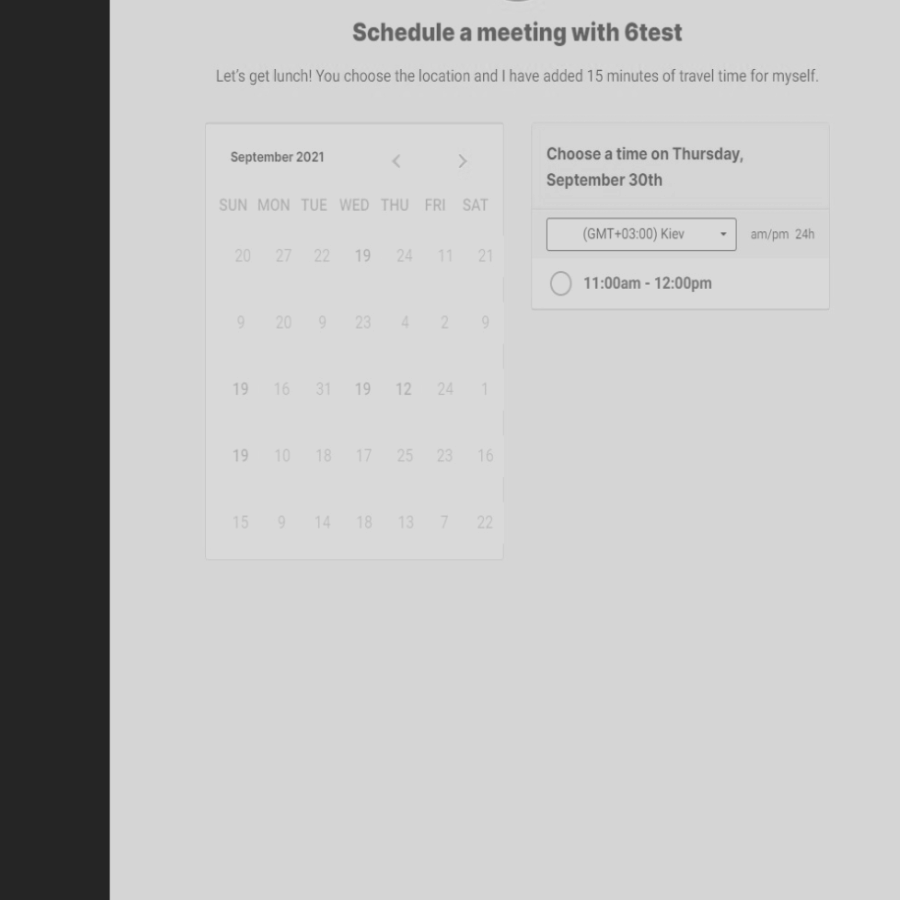 Schedule a meeting with 6test
Let's get lunch! You choose the location and I have added 15 minutes of travel time for myself.
September 2021
SUN MON TUE WED THU FRI SAT
20 27 22 19 24 11 21
9 20 9 23 4 2 9
19 16 31 19 12 24 1
19 10 18 17 25 23 16
15 9 14 18 13 7 22
Choose a time on Thursday,
September 30th
(GMT+03:00) Kiev am/pm 24h
11:00am - 12:00pm